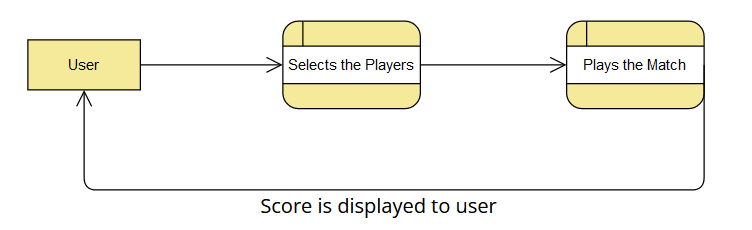 User
Selects the Players
Plays the Match
Score is displayed to user